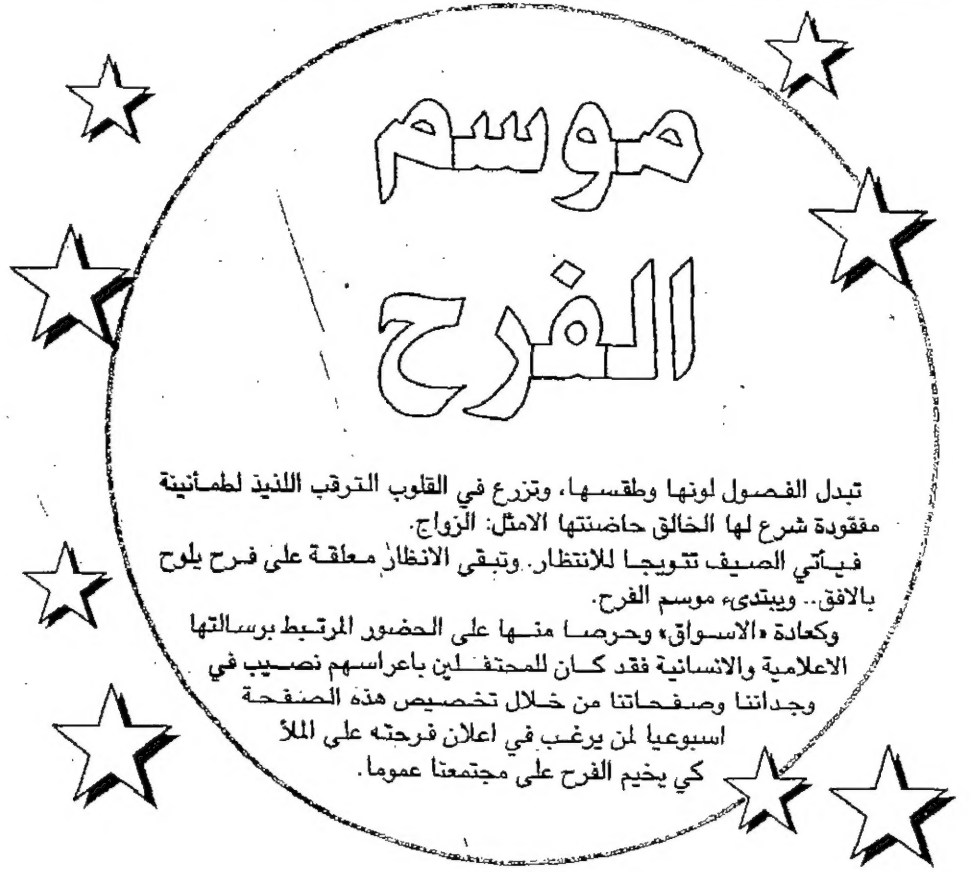 موسم
الفرح
تبدل الفصول لونها وطقسها، وتزرع في القلوب الترقب اللذيذ لطمأنينة
مفقودة شرع لها الخالق حاضنتها الامثل: الزواج.
فيأتي الصيف تتويجا للانتظار. وتبقى الانظار معلقة على فرح يلوح
بالافق.. ويبتدىء موسم الفرح.
وكعادة «الاسواق» وحرصا منها على الحضور المرتبط برسالتها
الاعلامية والانسانية فقد كان للمحتفلين باعراسهم نصيب في
وجداننا وصفحاتنا من خلال تخصيص هذه الصفحة
اسبوعيا لمن يرغب في اعلان فرحته على الملأ
كي يخيم الفرح على مجتمعنا عموما.